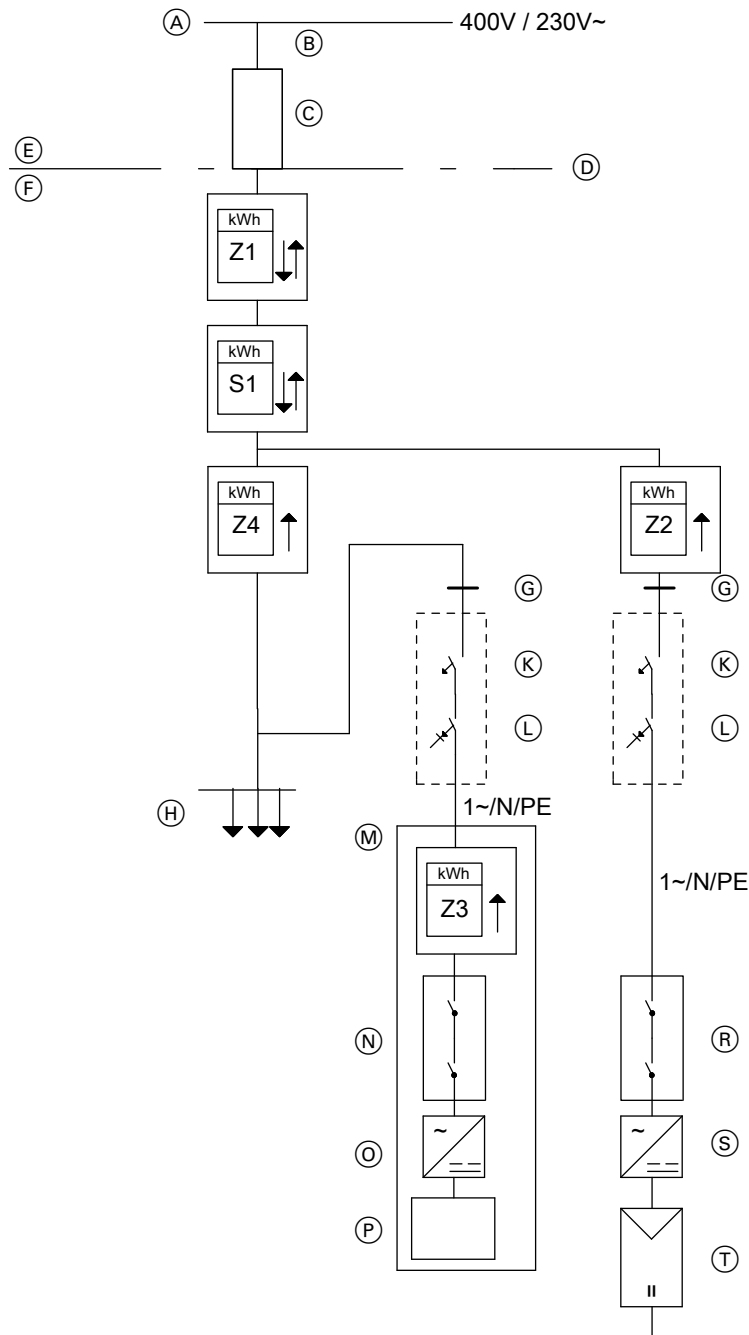 A 400V / 230V~
B
C
E
D
F
kWh
Z1
kWh
S1
kWh
Z4
kWh
Z2
G G
K K
L L
H
1~/N/PE
M
kWh
Z3
1~/N/PE
N R
~ ~
O S
P T